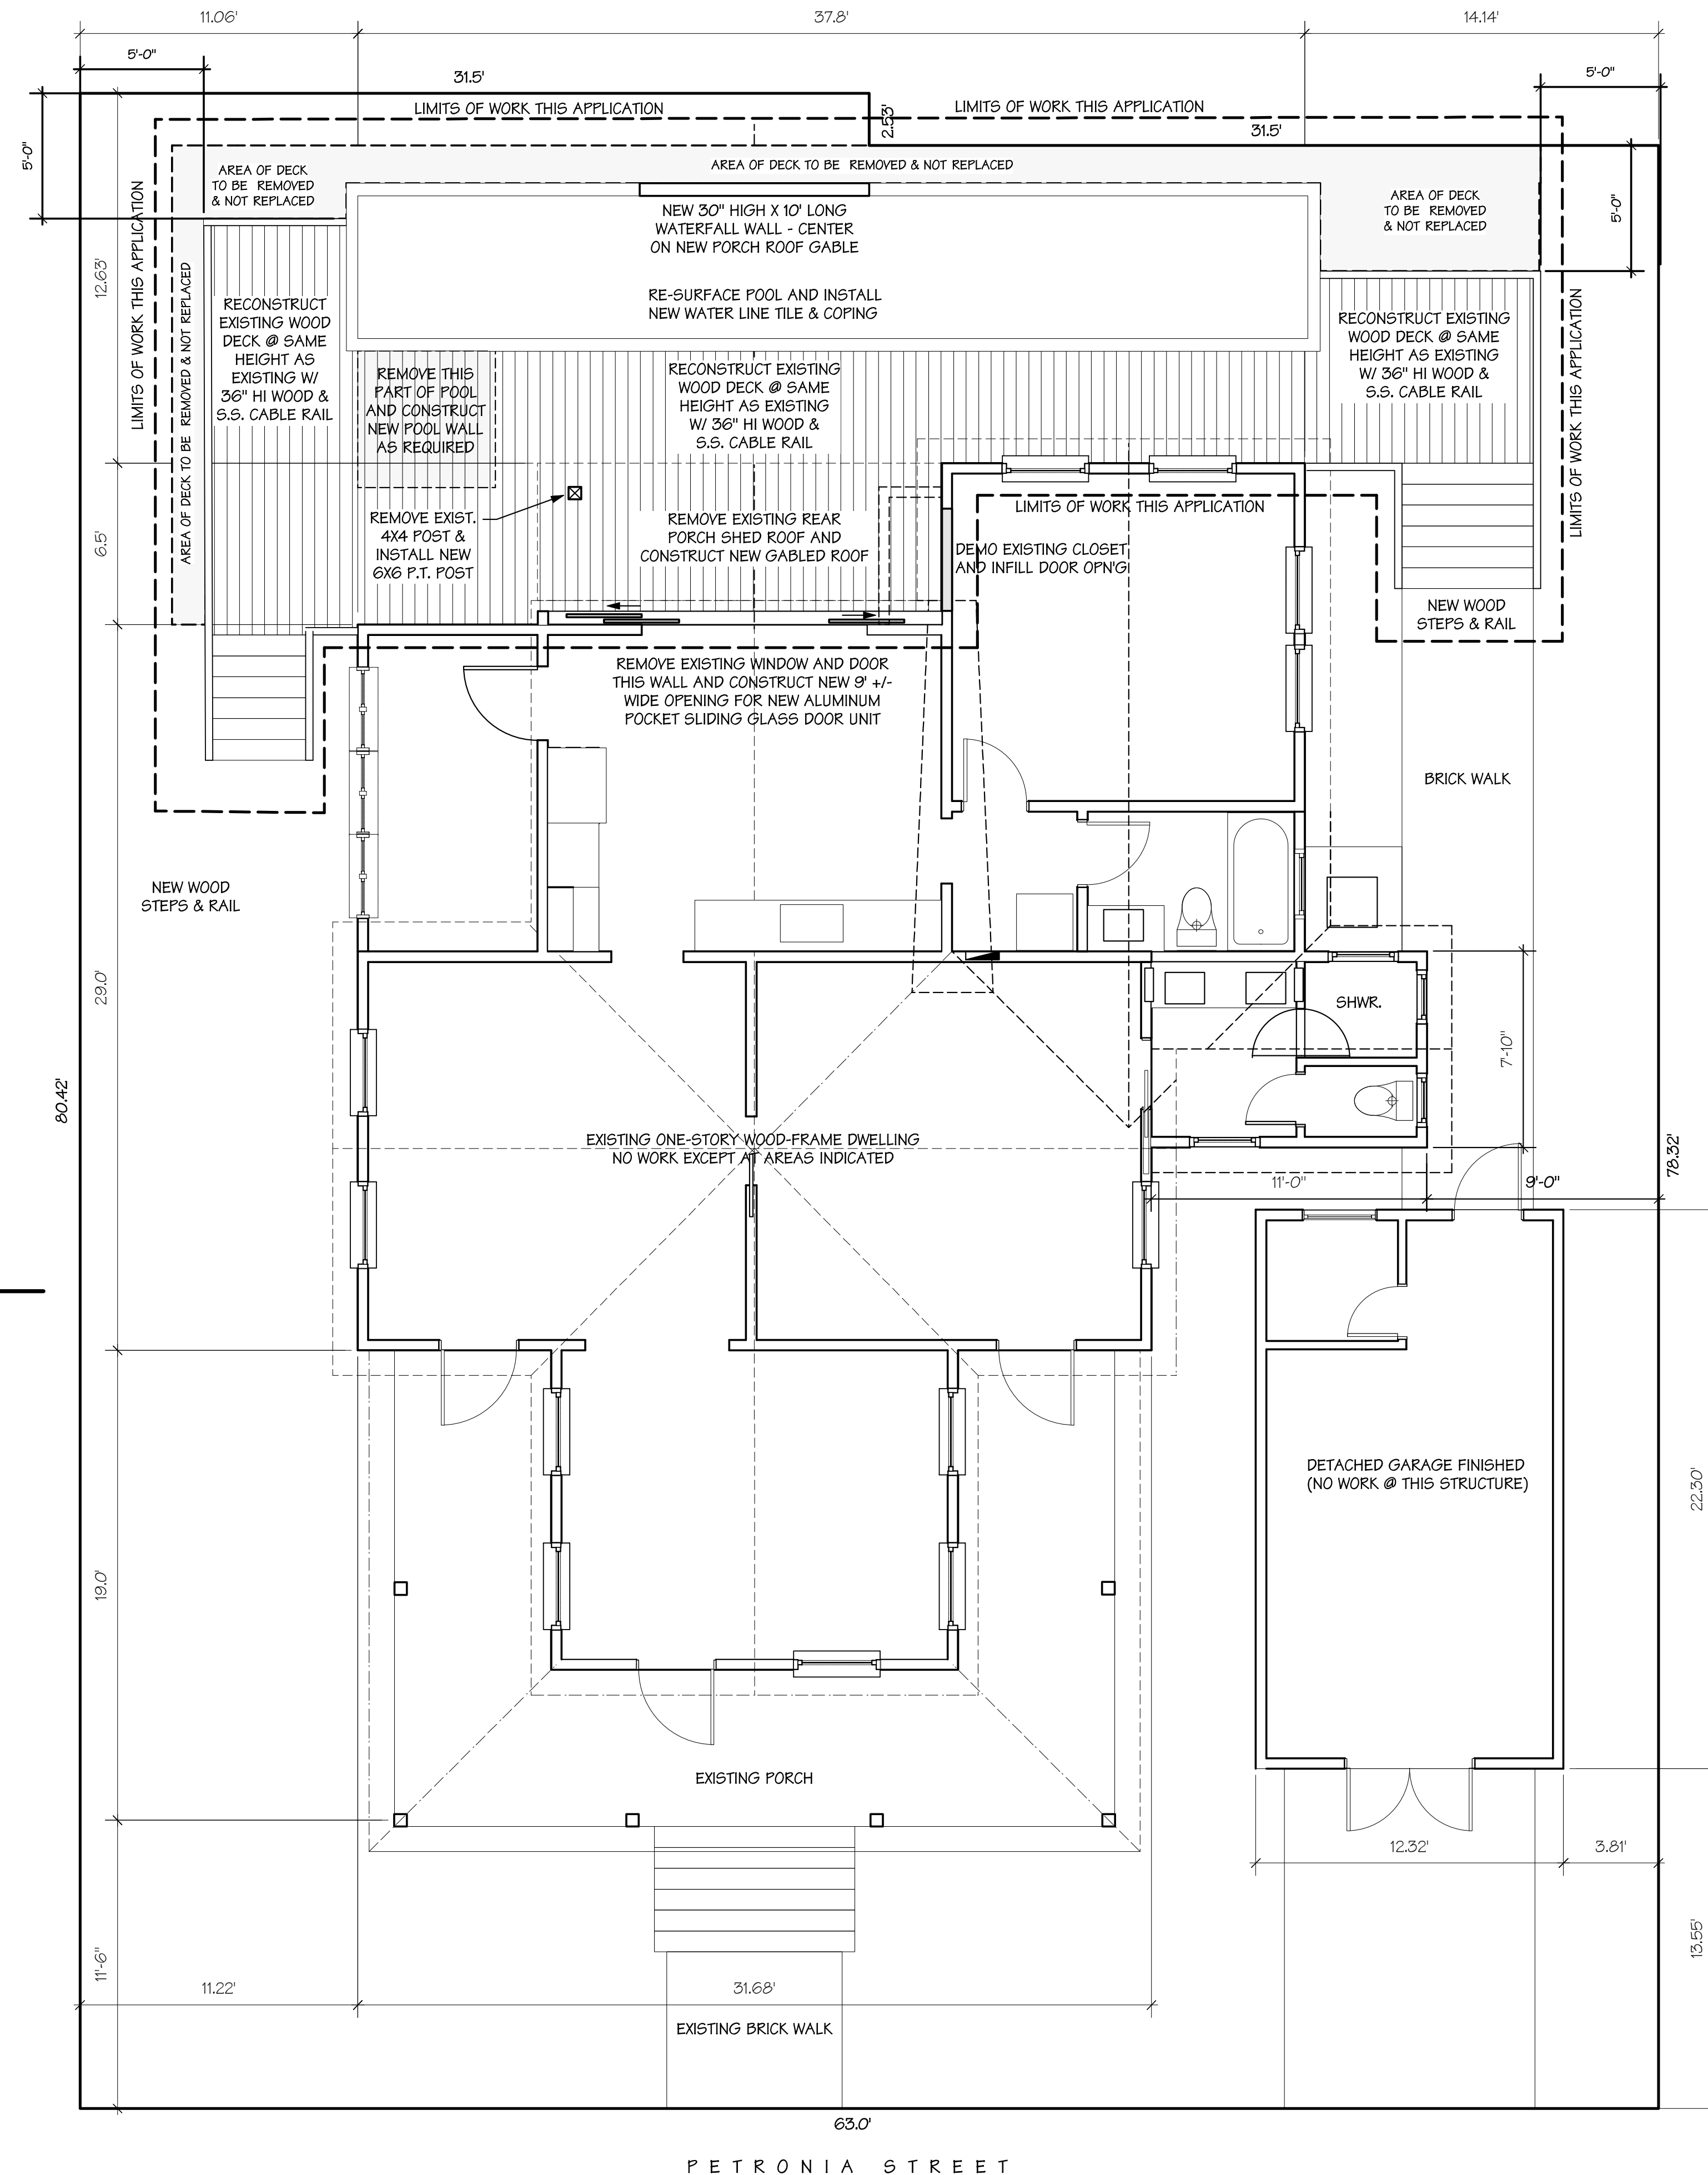 11.06'
37.8'
14.14'
5'-0"
5'-0"
31.5'
LIMITS OF WORK THIS APPLICATION
LIMITS OF WORK THIS APPLICATION
2.53'
31.5'
5'-0"
5'-0"
AREA OF DECK
TO BE REMOVED
& NOT REPLACED
AREA OF DECK TO BE REMOVED & NOT REPLACED
AREA OF DECK
TO BE REMOVED
& NOT REPLACED
NEW 30" HIGH X 10' LONG
WATERFALL WALL - CENTER
ON NEW PORCH ROOF GABLE
RE-SURFACE POOL AND INSTALL
NEW WATER LINE TILE & COPING
LIMITS OF WORK THIS APPLICATION
12.63'
AREA OF DECK TO BE REMOVED & NOT REPLACED
RECONSTRUCT
EXISTING WOOD
DECK @ SAME
HEIGHT AS
EXISTING W/
36" HI WOOD &
S.S. CABLE RAIL
REMOVE THIS
PART OF POOL
AND CONSTRUCT
NEW POOL WALL
AS REQUIRED
RECONSTRUCT EXISTING
WOOD DECK @ SAME
HEIGHT AS EXISTING
W/ 36" HI WOOD &
S.S. CABLE RAIL
RECONSTRUCT EXISTING
WOOD DECK @ SAME
HEIGHT AS EXISTING
W/ 36" HI WOOD &
S.S. CABLE RAIL
LIMITS OF WORK THIS APPLICATION
6.5'
REMOVE EXIST.
4X4 POST &
INSTALL NEW
6X6 P.T. POST
REMOVE EXISTING REAR
PORCH SHED ROOF AND
CONSTRUCT NEW GABLED ROOF
LIMITS OF WORK THIS APPLICATION
DEMO EXISTING CLOSET
AND INFILL DOOR OPN'G
NEW WOOD
STEPS & RAIL
REMOVE EXISTING WINDOW AND DOOR
THIS WALL AND CONSTRUCT NEW 9' +/-
WIDE OPENING FOR NEW ALUMINUM
POCKET SLIDING GLASS DOOR UNIT
BRICK WALK
NEW WOOD
STEPS & RAIL
29.0'
SHWR.
7'-10"
80.42'
EXISTING ONE-STORY WOOD-FRAME DWELLING
NO WORK EXCEPT AT AREAS INDICATED
78.32'
11'-0"
9'-0"
DETACHED GARAGE FINISHED
(NO WORK @ THIS STRUCTURE)
22.30'
19.0'
EXISTING PORCH
12.32'
3.81'
11'-6"
13.55'
11.22'
31.68'
EXISTING BRICK WALK
63.0'
PETRONIA STREET